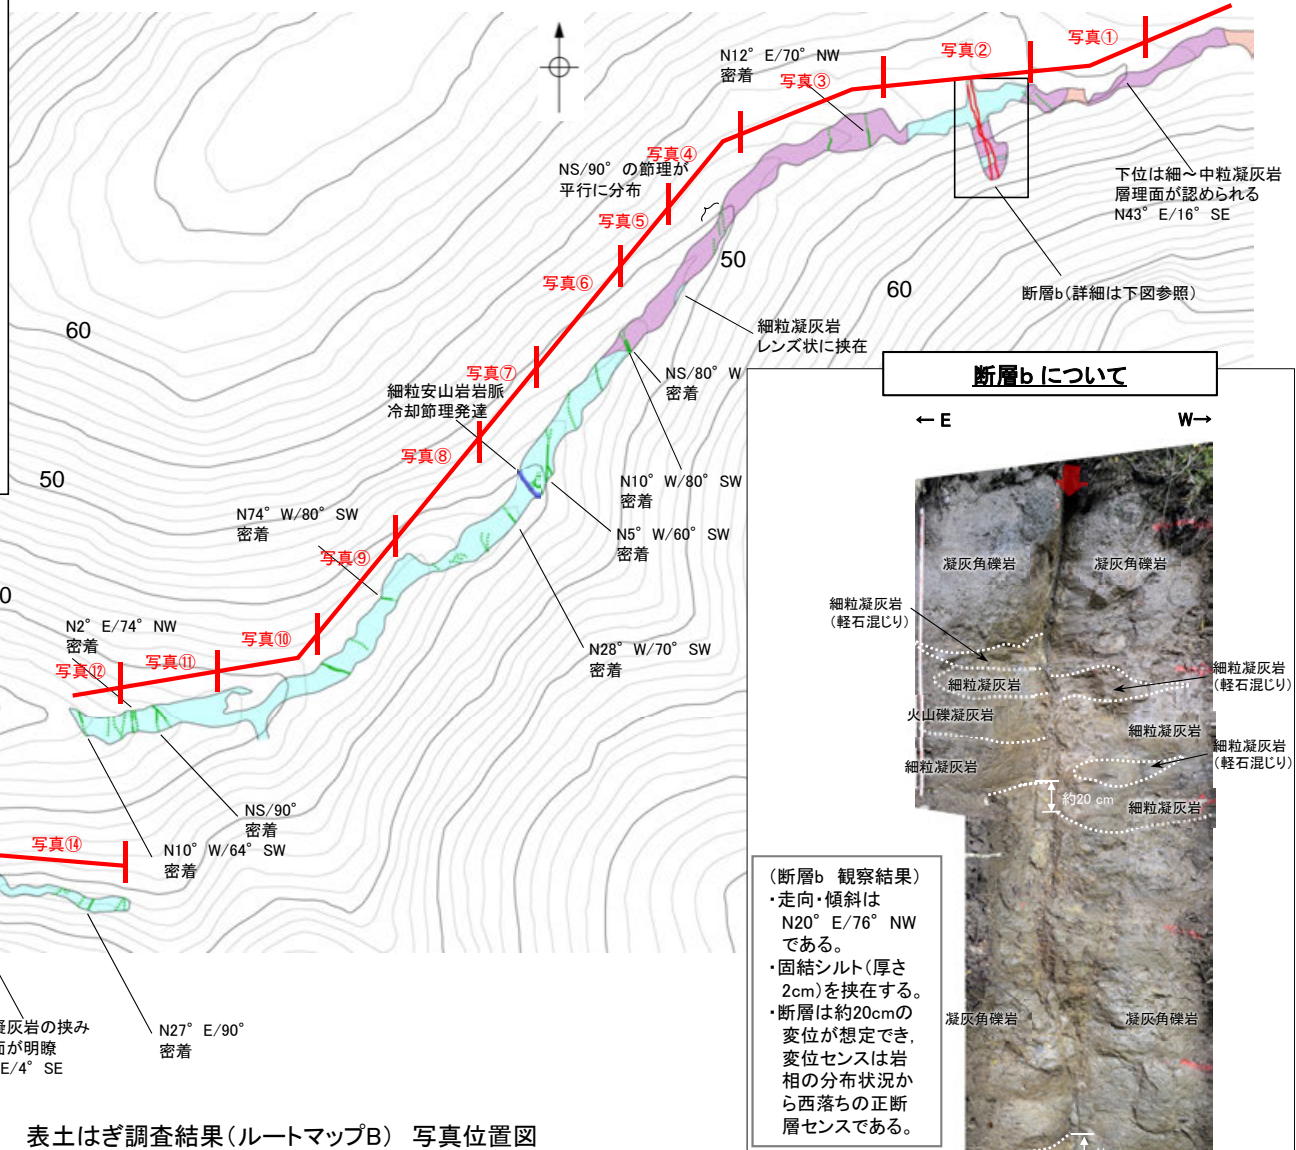 N12°E/70°NW
密着
写真①
写真②
写真③
写真④
NS/90°の節理が
平行に分布
写真⑤
写真⑥
下位は細～中粒凝灰岩
層理面が認められる
N43°E/16°SE
50
60
断層b(詳細は下図参照)
60
細粒凝灰岩
レンズ状に挟在
写真⑦
NS/80°W
密着
細粒安山岩岩脈
冷却節理発達
写真⑧
50
N10°W/80°SW
密着
N74°W/80°SW
密着
N5°W/60°SW
密着
写真⑨
0
N2°E/74°NW
密着
写真⑩
写真⑪
写真⑫
N28°W/70°SW
密着
NS/90°
密着
写真⑭
N10°W/64°SW
密着
凝灰岩の挟み
面が明瞭
E/4°SE
N27°E/90°
密着
表土はぎ調査結果(ルートマップB) 写真位置図
断層b について
← E
W→
凝灰角礫岩
凝灰角礫岩
細粒凝灰岩
(軽石混じり)
細粒凝灰岩
細粒凝灰岩
(軽石混じり)
火山礫凝灰岩
細粒凝灰岩
細粒凝灰岩
(軽石混じり)
細粒凝灰岩
約20 cm
細粒凝灰岩
凝灰角礫岩
凝灰角礫岩
(断層b 観察結果)
・走向・傾斜は
N20°E/76°NW
である。
・固結シルト(厚さ
2cm)を挟在する。
・断層は約20cmの
変位が想定でき,
変位センスは岩
相の分布状況か
ら西落ちの正断
層センスである。